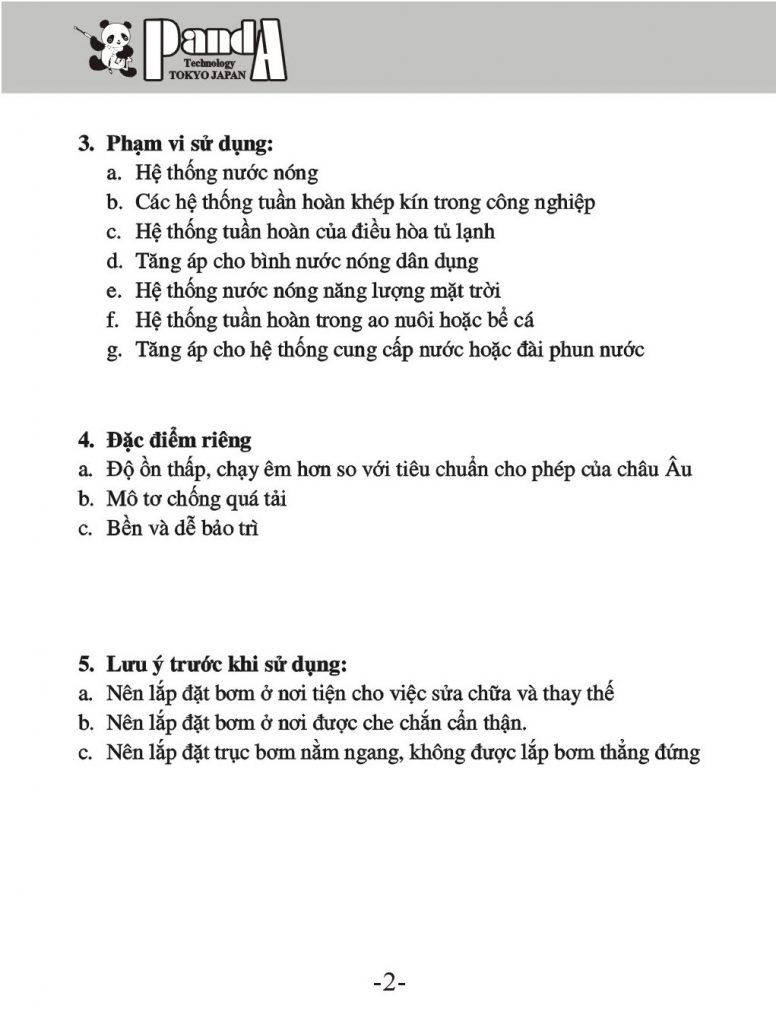 PandA
Technology
TOKYO JAPAN
3. Phạm vi sử dụng:
a. Hệ thống nước nóng
b. Các hệ thống tuần hoàn khép kín trong công nghiệp
c. Hệ thống tuần hoàn của điều hòa tủ lạnh
d. Tăng áp cho bình nước nóng dân dụng
e. Hệ thống nước nóng năng lượng mặt trời
f. Hệ thống tuần hoàn trong ao nuôi hoặc bể cá
g. Tăng áp cho hệ thống cung cấp nước hoặc đài phun nước
4. Đặc điểm riêng
a. Độ ồn thấp, chạy êm hơn so với tiêu chuẩn cho phép của châu Âu
b. Mô tơ chống quá tải
c. Bền và dễ bảo trì
5. Lưu ý trước khi sử dụng:
a. Nên lắp đặt bơm ở nơi tiện cho việc sửa chữa và thay thế
b. Nên lắp đặt bơm ở nơi được che chắn cẩn thận.
c. Nên lắp đặt trục bơm nằm ngang, không được lắp bơm thẳng đứng
-2-